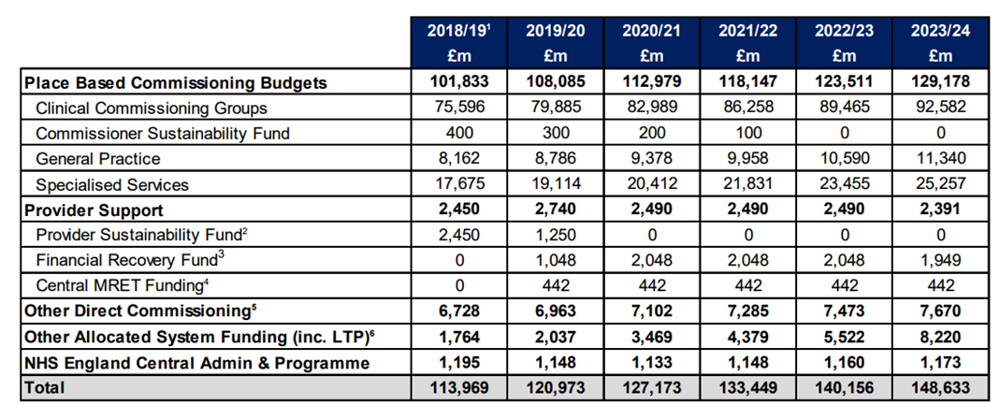 2018/19¹ 2019/20 2020/21 2021/22 2022/23 2023/24
£m £m £m £m £m £m
Place Based Commissioning Budgets 101,833 108,085 112,979 118,147 123,511 129,178
Clinical Commissioning Groups 75,596 79,885 82,989 86,258 89,465 92,582
Commissioner Sustainability Fund 400 300 200 100 0 0
General Practice 8,162 8,786 9,378 9,958 10,590 11,340
Specialised Services 17,675 19,114 20,412 21,831 23,455 25,257
Provider Support 2,450 2,740 2,490 2,490 2,490 2,391
Provider Sustainability Fund² 2,450 1,250 0 0 0 0
Financial Recovery Fund³ 0 1,048 2,048 2,048 2,048 1,949
Central MRET Funding⁴ 0 442 442 442 442 442
Other Direct Commissioning⁵ 6,728 6,963 7,102 7,285 7,473 7,670
Other Allocated System Funding (inc. LTP)⁶ 1,764 2,037 3,469 4,379 5,522 8,220
NHS England Central Admin & Programme 1,195 1,148 1,133 1,148 1,160 1,173
Total 113,969 120,973 127,173 133,449 140,156 148,633